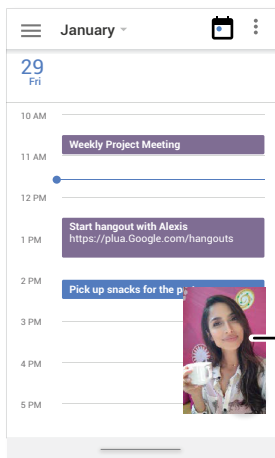 January
29
Fri
10 AM
Weekly Project Meeting
11 AM
12 PM
Start hangout with Alexis
https://plua.Google.com/hangouts
1 PM
2 PM
Pick up snacks for the
3 PM
4 PM
5 PM